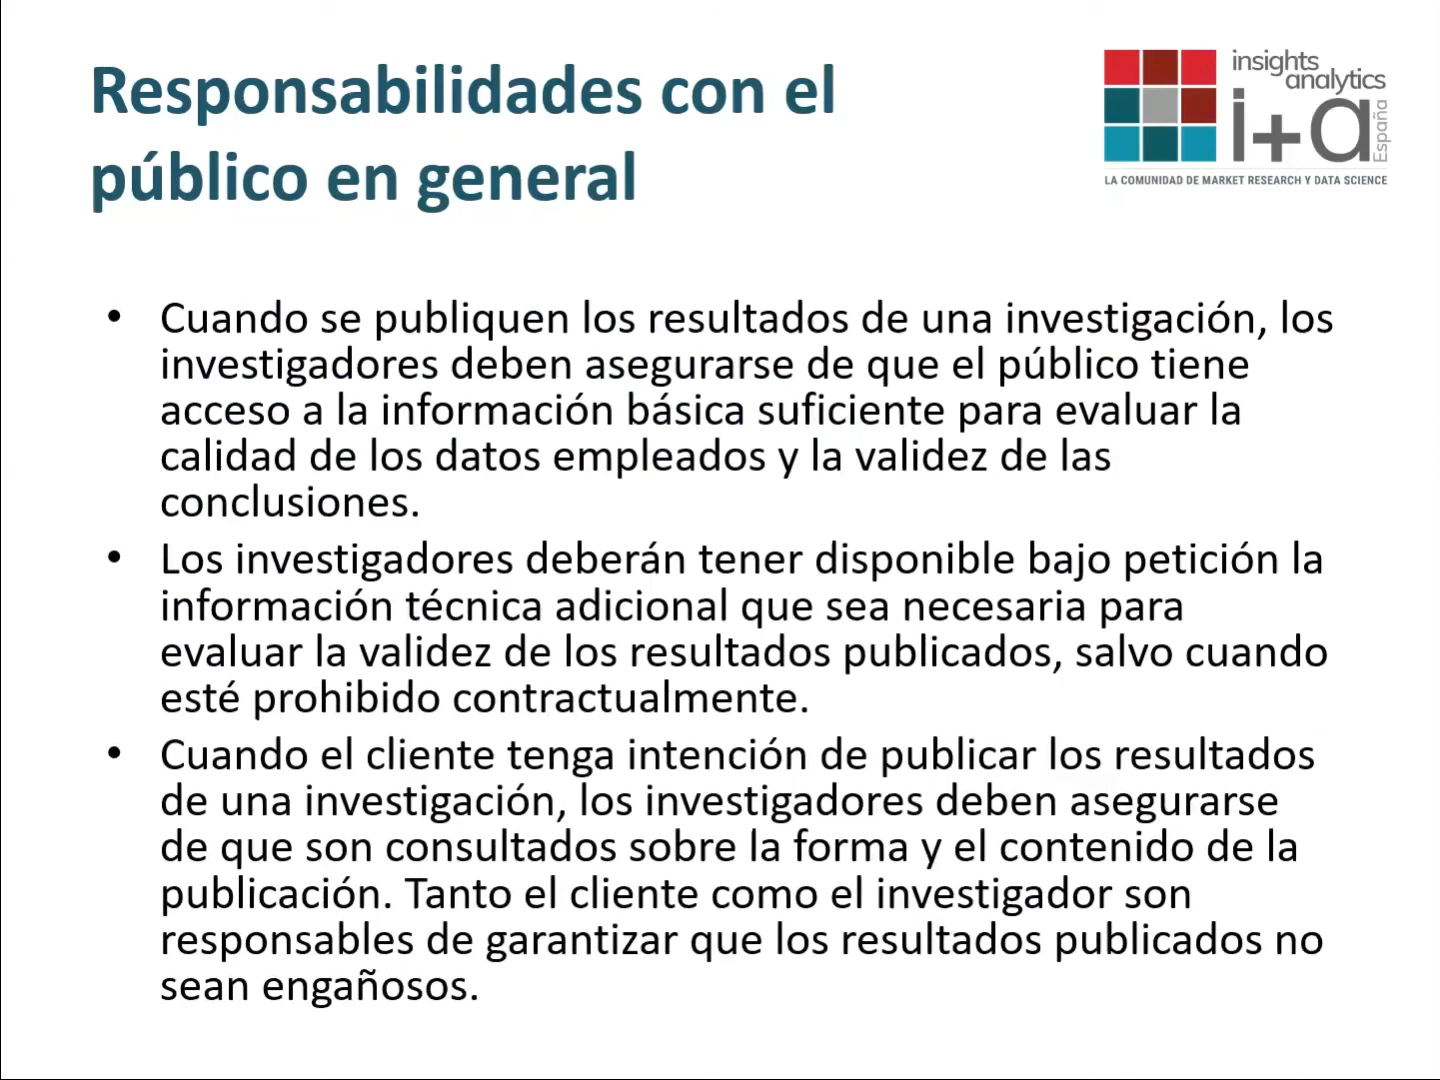 Responsabilidades con el
público en general
insights
analytics
i+a
España
LA COMUNIDAD DE MARKET RESEARCH Y DATA SCIENCE
• Cuando se publiquen los resultados de una investigación, los
investigadores deben asegurarse de que el público tiene
acceso a la información básica suficiente para evaluar la
calidad de los datos empleados y la validez de las
conclusiones.
• Los investigadores deberán tener disponible bajo petición la
información técnica adicional que sea necesaria para
evaluar la validez de los resultados publicados, salvo cuando
esté prohibido contractualmente.
• Cuando el cliente tenga intención de publicar los resultados
de una investigación, los investigadores deben asegurarse
de que son consultados sobre la forma y el contenido de la
publicación. Tanto el cliente como el investigador son
responsables de garantizar que los resultados publicados no
sean engañosos.